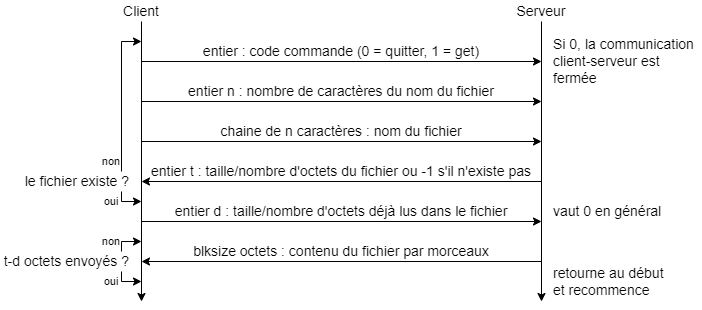 Client
Serveur
entier : code commande (0 = quitter, 1 = get)
Si 0, la communication
client-serveur est
fermée
entier n : nombre de caractères du nom du fichier
chaine de n caractères : nom du fichier
non
le fichier existe ?
oui
entier t : taille/nombre d'octets du fichier ou -1 s'il n'existe pas
entier d : taille/nombre d'octets déjà lus dans le fichier
vaut 0 en général
non
t-d octets envoyés ?
oui
blksize octets : contenu du fichier par morceaux
retourne au début
et recommence